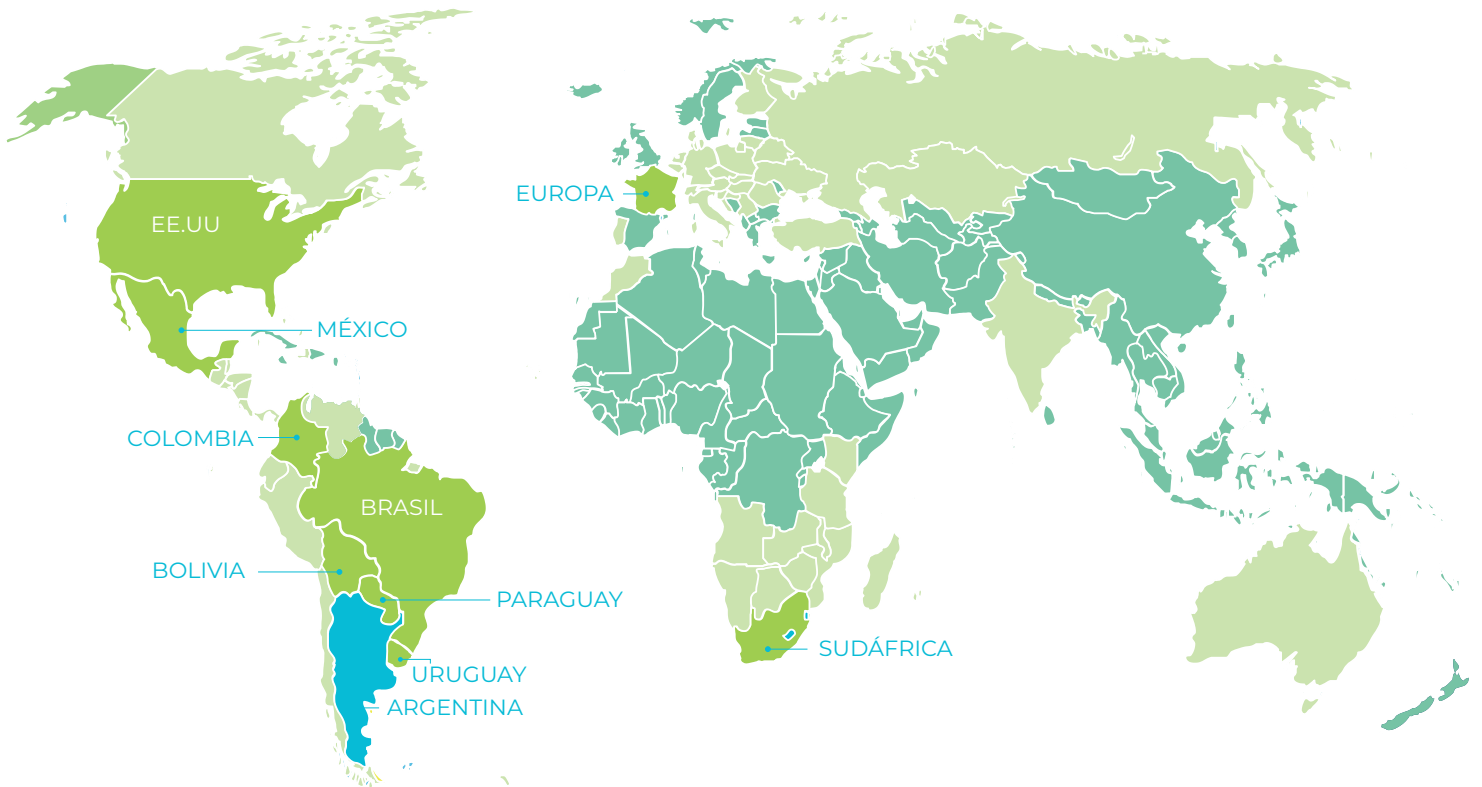 EUROPA
EE.UU
MÉXICO
COLOMBIA
BRASIL
BOLIVIA
PARAGUAY
SUDÁFRICA
URUGUAY
ARGENTINA